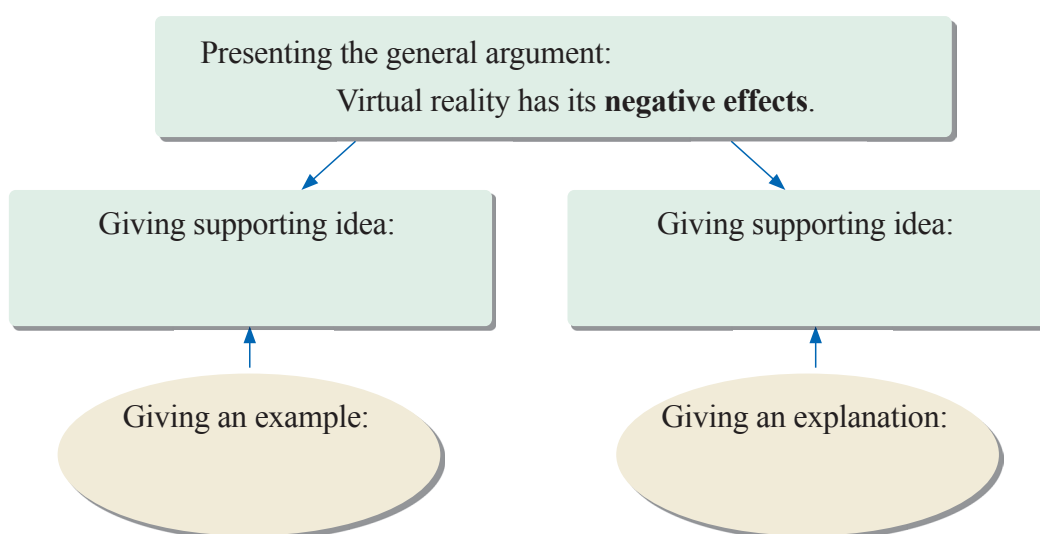 Presenting the general argument:
Virtual reality has its negative effects.
Giving supporting idea:
Giving supporting idea:
Giving an example:
Giving an explanation: